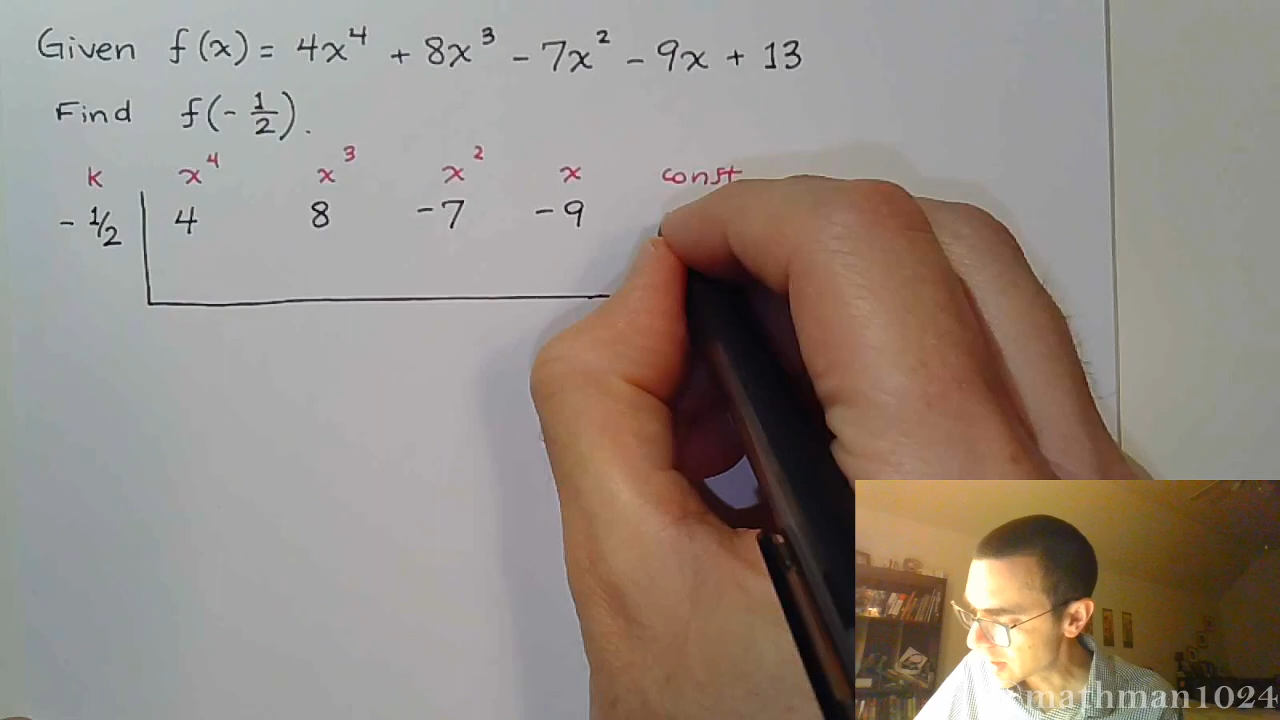 Given f(x) = 4x⁴ + 8x³ - 7x² - 9x + 13
Find f(-1/2).
k x⁴ x³ x² x const
-1/2 4 8 -7 -9
mathman1024